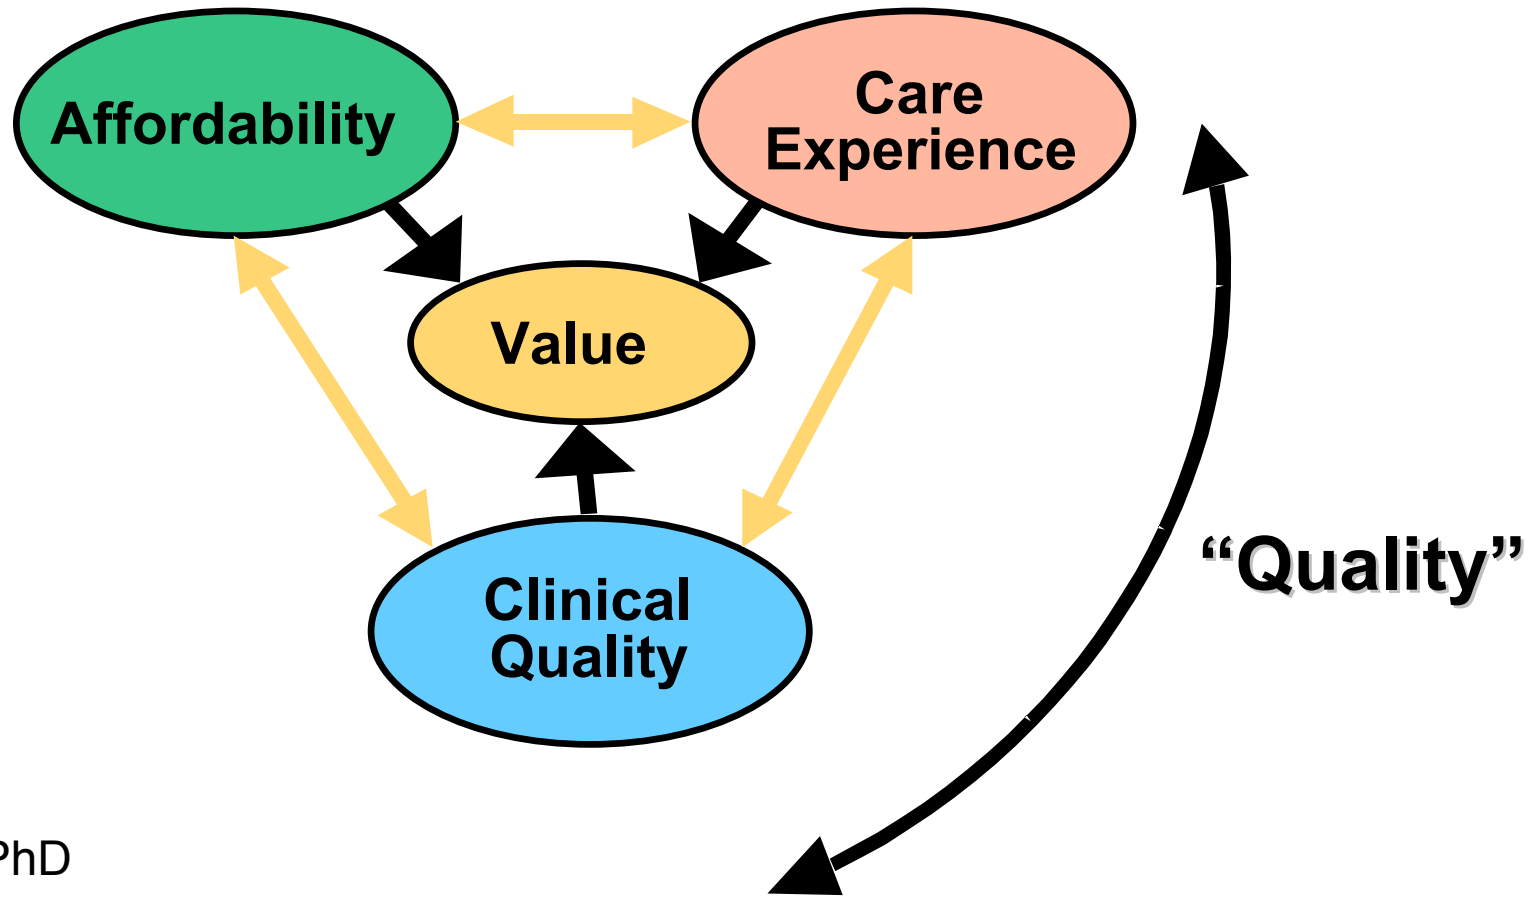 Affordability
Care
Experience
Value
Clinical
Quality
“Quality”
PhD